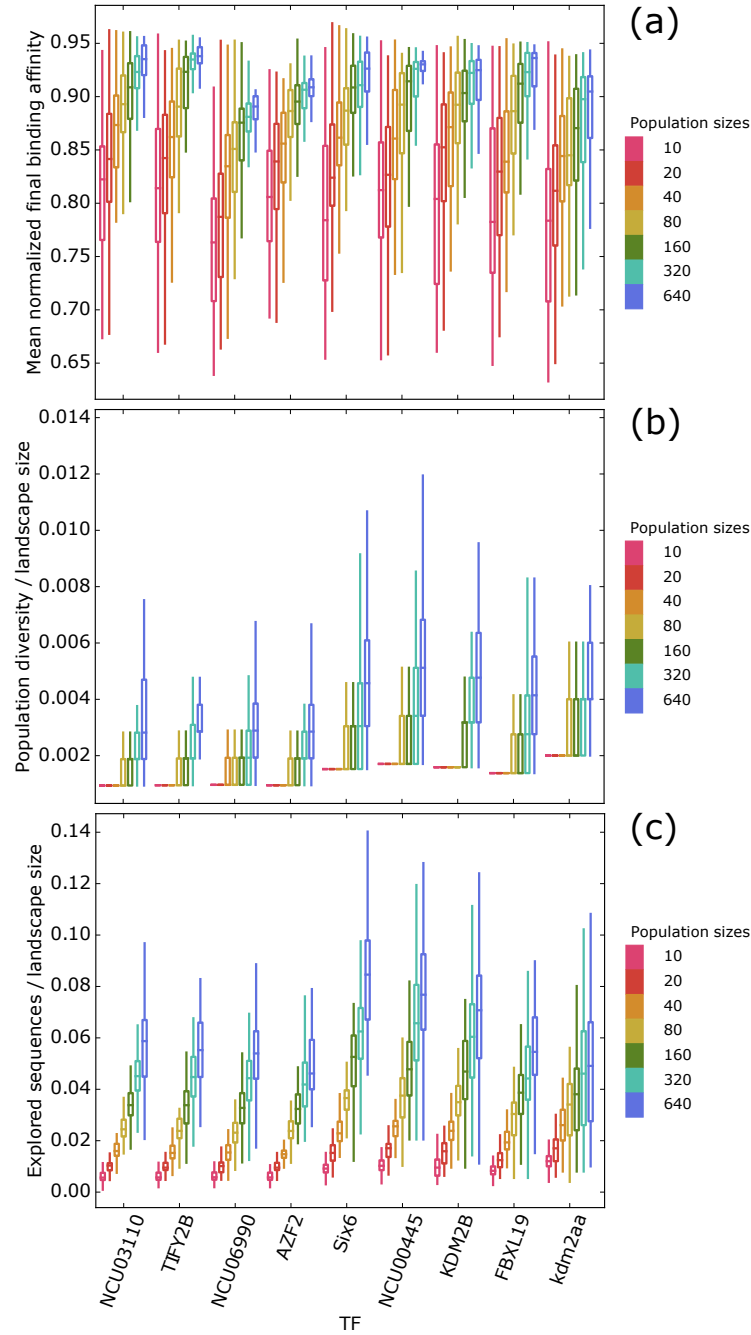 (a)
Mean normalized final binding affinity
0.95
0.90
0.85
0.80
0.75
0.70
0.65
Population sizes
10
20
40
80
160
320
640
(b)
Population diversity / landscape size
0.014
0.012
0.010
0.008
0.006
0.004
0.002
Population sizes
10
20
40
80
160
320
640
(c)
Explored sequences / landscape size
0.14
0.12
0.10
0.08
0.06
0.04
0.02
0.00
Population sizes
10
20
40
80
160
320
640
NCU03110
TIFY2B
NCU06990
AZF2
Six6
NCU00445
KDM2B
FBXL19
kdm2aa
TF